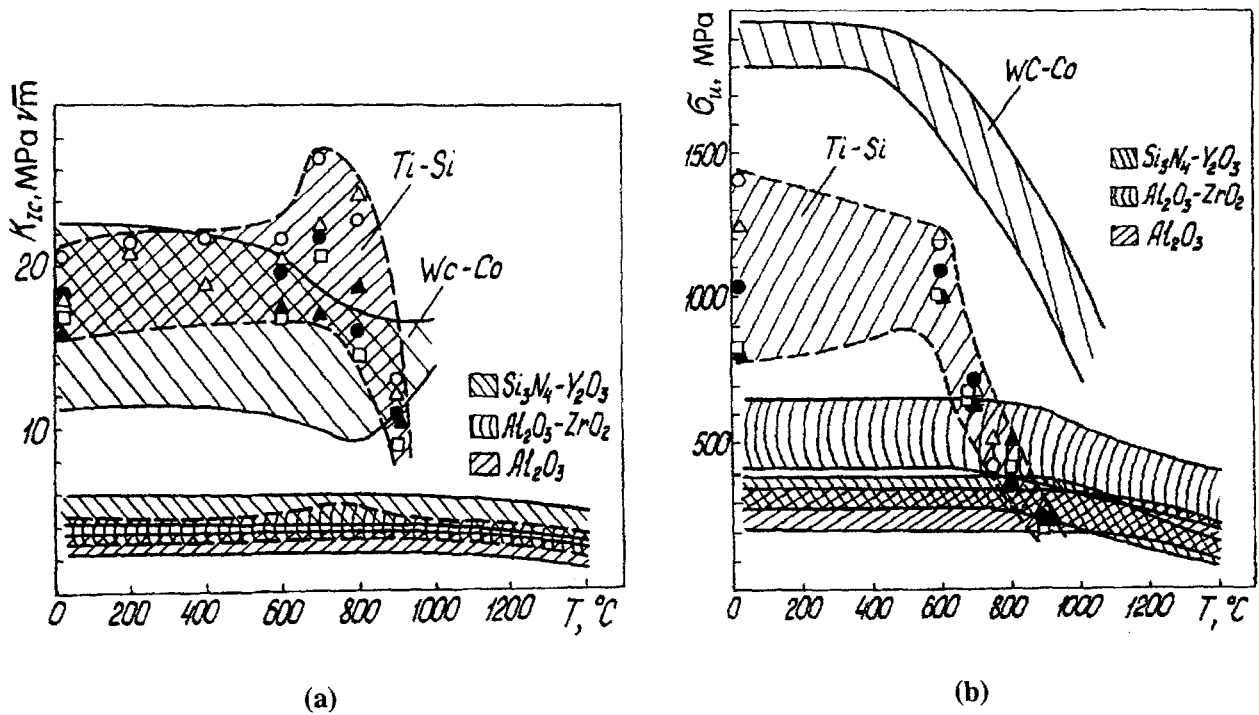 K_IC, MPa √m
20
10
0 200 400 600 800 1000 1200 T, °C
Ti-Si
WC-Co
Si₃N₄-Y₂O₃
Al₂O₃-ZrO₂
Al₂O₃
(a)
σ_u, MPa
1500
1000
500
0 200 400 600 800 1000 1200 T, °C
WC-Co
Ti-Si
Si₃N₄-Y₂O₃
Al₂O₃-ZrO₂
Al₂O₃
(b)